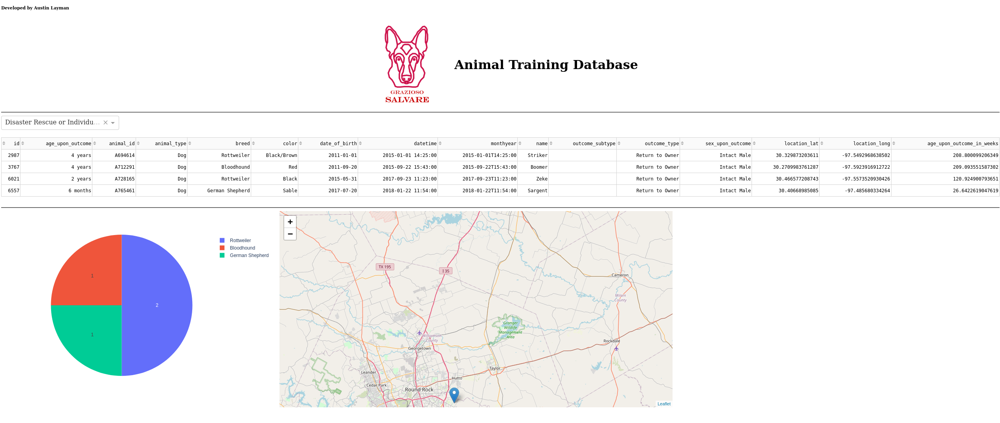 Developed by Austin Layman
GRAZIOSO
SALVARE
Animal Training Database
Disaster Rescue or Individu... ×
id age_upon_outcome animal_id animal_type breed color date_of_birth datetime monthyear name outcome_subtype outcome_type sex_upon_outcome location_lat location_long age_upon_outcome_in_weeks
2987 4 years A694614 Dog Rottweiler Black/Brown 2011-01-01 2015-01-01 14:25:00 2015-01-01T14:25:00 Striker Return to Owner Intact Male 30.329873203611 -97.5492968638502 208.800099206349
3767 4 years A712291 Dog Bloodhound Red 2011-09-20 2015-09-22 15:43:00 2015-09-22T15:43:00 Boomer Return to Owner Intact Male 30.2709983761287 -97.5923916912722 209.093551587302
6021 2 years A728165 Dog Rottweiler Black 2015-05-31 2017-09-23 11:23:00 2017-09-23T11:23:00 Zeke Return to Owner Intact Male 30.466577208743 -97.5573520930426 120.924900793651
6557 6 months A765461 Dog German Shepherd Sable 2017-07-20 2018-01-22 11:54:00 2018-01-22T11:54:00 Sargent Return to Owner Intact Male 30.40668985085 -97.485680334264 26.6422619047619
1
2
1
Rottweiler
Bloodhound
German Shepherd
+
−
TX 195
I 35
Cameron
Milam
County
Granger
Wildlife
Management
Area
Williamson
County
Rockdale
Georgetown
Taylor
Leander
Hutto
Cedar Park
Round Rock
Leaflet